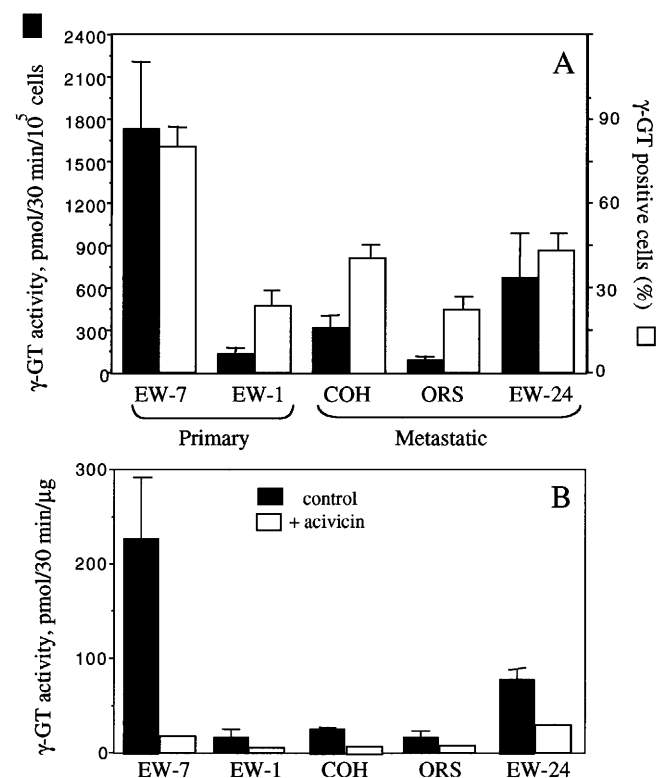 A
γ-GT activity, pmol/30 min/10⁵ cells
2400
2100
1800
1500
1200
900
600
300
0
90
60
30
0
γ-GT positive
cells (%)
EW-7 EW-1 COH ORS EW-24
Primary Metastatic
B
γ-GT activity, pmol/30 min/µg
300
200
100
0
control
+ acivicin
EW-7 EW-1 COH ORS EW-24